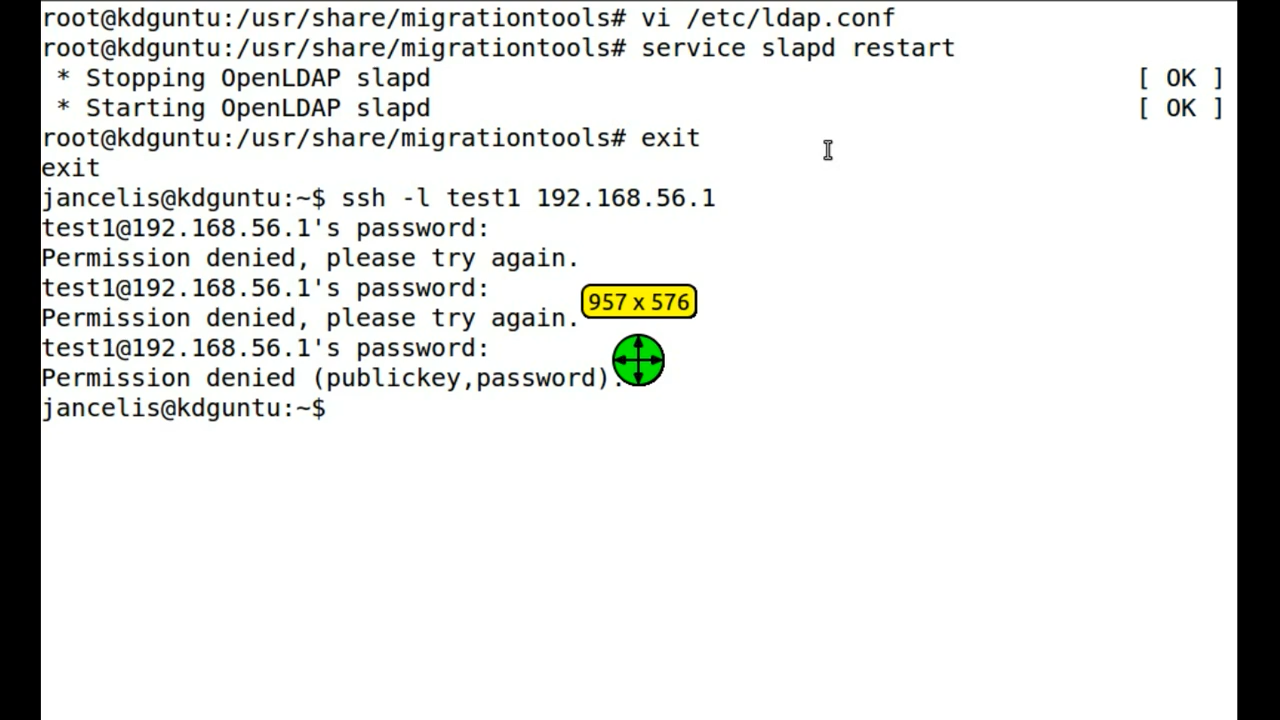 root@kdguntu:/usr/share/migrationtools# vi /etc/ldap.conf
root@kdguntu:/usr/share/migrationtools# service slapd restart
 * Stopping OpenLDAP slapd [ OK ]
 * Starting OpenLDAP slapd [ OK ]
root@kdguntu:/usr/share/migrationtools# exit
exit
jancelis@kdguntu:~$ ssh -l test1 192.168.56.1
test1@192.168.56.1's password:
Permission denied, please try again.
test1@192.168.56.1's password:
957 x 576
Permission denied, please try again.
test1@192.168.56.1's password:
Permission denied (publickey,password).
jancelis@kdguntu:~$